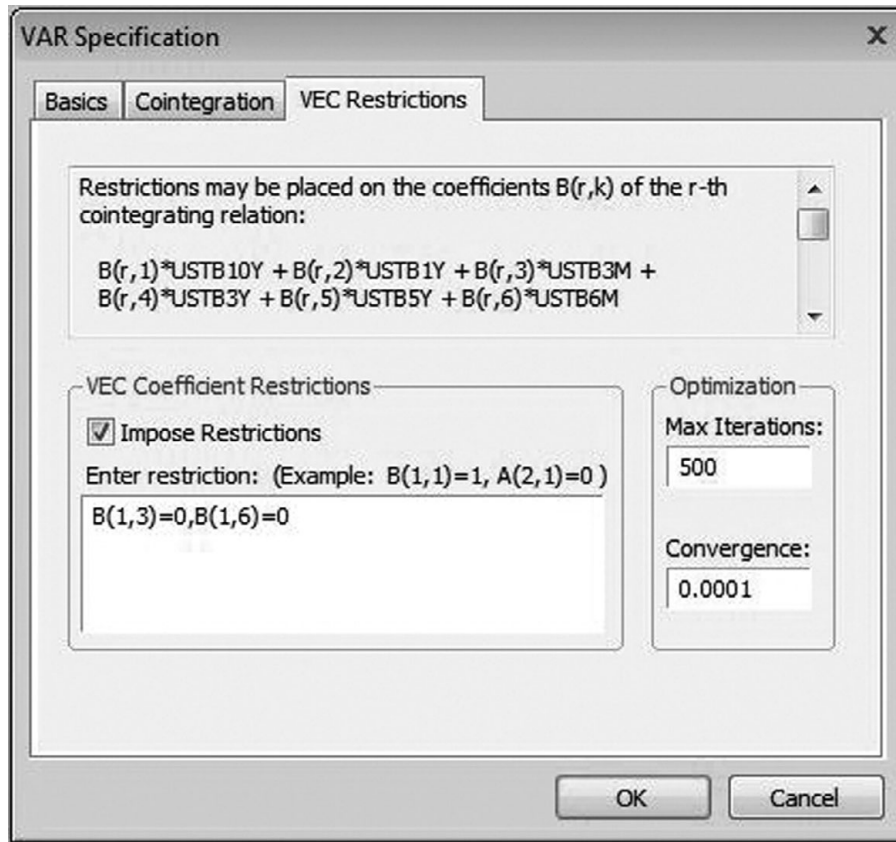 VAR Specification
Basics
Cointegration
VEC Restrictions
Restrictions may be placed on the coefficients B(r,k) of the r-th
cointegrating relation:
B(r,1)*USTB10Y + B(r,2)*USTB1Y + B(r,3)*USTB3M +
B(r,4)*USTB3Y + B(r,5)*USTB5Y + B(r,6)*USTB6M
VEC Coefficient Restrictions
Impose Restrictions
Enter restriction: (Example: B(1,1)=1, A(2,1)=0 )
B(1,3)=0,B(1,6)=0
Optimization
Max Iterations:
500
Convergence:
0.0001
OK
Cancel